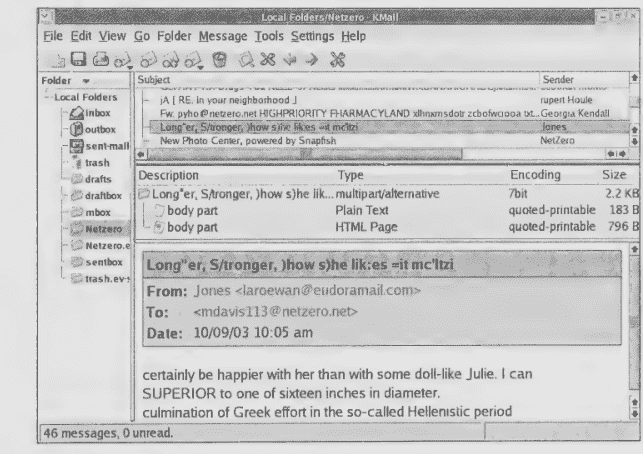 Local Folders/Netzero - KMail
File Edit View Go Folder Message Tools Settings Help
Folder
Local Folders
inbox
outbox
sent-mail
trash
drafts
draftbox
mbox
Netzero
Netzero.e
sentbox
trash.ev-s
Subject Sender
jA [ RE. in your neighborhood ] rupert Houle
Fw. pyho@netzero.net HIGHPRIORITY FHARMACYLAND Georgia Kendall
Long"er, S/tronger, )how s)he lik:es =it mc'ltzi Jones
New Photo Center, powered by Snapfish NetZero
Description Type Encoding Size
Long"er, S/tronger, )how s)he lik... multipart/alternative 7bit 2.2 KB
body part Plain Text quoted-printable 183 B
body part HTML Page quoted-printable 796 B
Long"er, S/tronger, )how s)he lik:es =it mc'ltzi
From: Jones <laroewan@eudoramail.com>
To: <mdavis113@netzero.net>
Date: 10/09/03 10:05 am
certainly be happier with her than with some doll-like Julie. I can
SUPERIOR to one of sixteen inches in diameter.
culmination of Greek effort in the so-called Hellenistic period
46 messages, 0 unread.